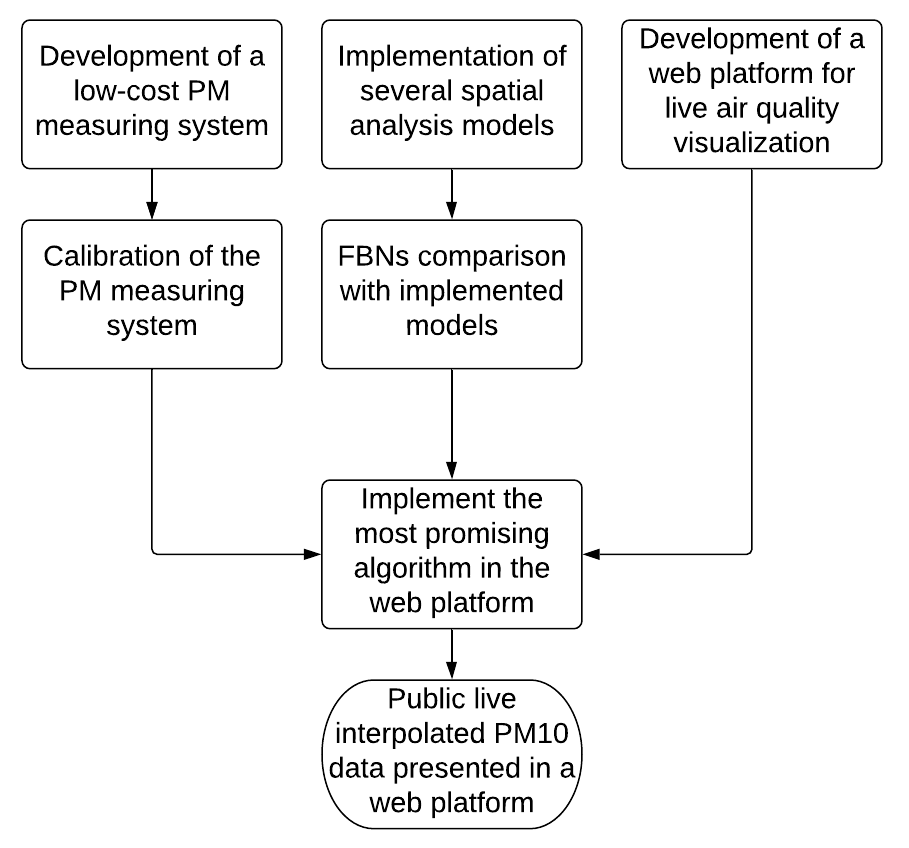 Development of a
low-cost PM
measuring system
Implementation of
several spatial
analysis models
Development of a
web platform for
live air quality
visualization
Calibration of the
PM measuring
system
FBNs comparison
with implemented
models
Implement the
most promising
algorithm in the
web platform
Public live
interpolated PM10
data presented in a
web platform